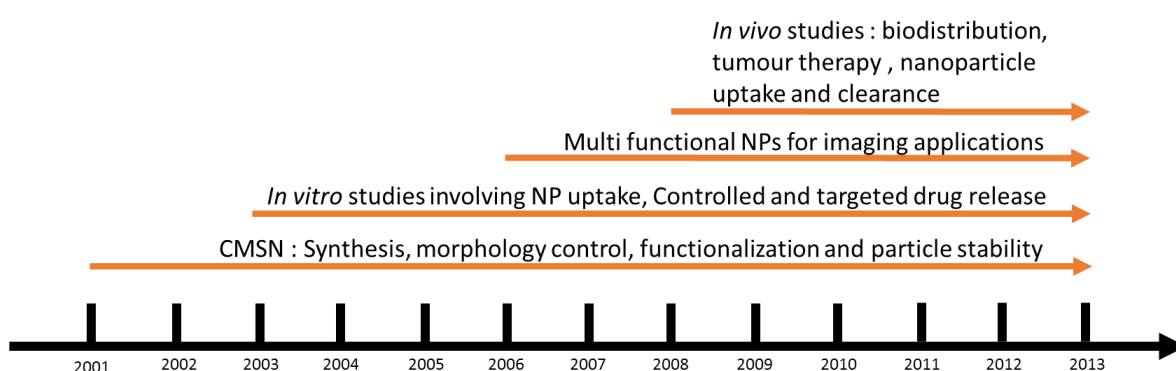 In vivo studies : biodistribution,
tumour therapy , nanoparticle
uptake and clearance
Multi functional NPs for imaging applications
In vitro studies involving NP uptake, Controlled and targeted drug release
CMSN : Synthesis, morphology control, functionalization and particle stability
2001 2002 2003 2004 2005 2006 2007 2008 2009 2010 2011 2012 2013